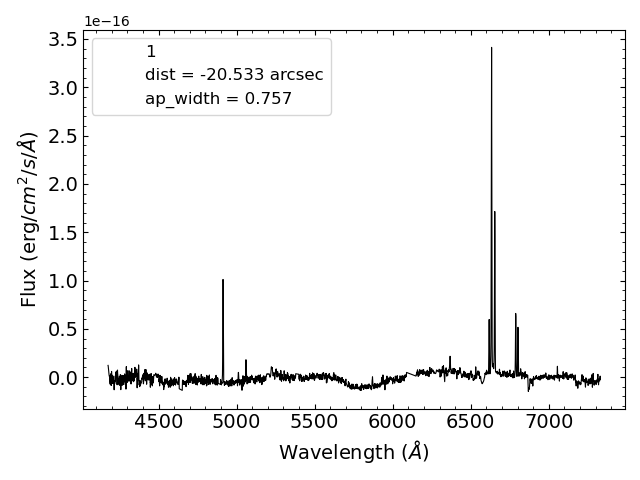 1e−16
1
dist = -20.533 arcsec
ap_width = 0.757
3.5
3.0
2.5
2.0
1.5
1.0
0.5
0.0
Flux (erg/cm²/s/Å)
4500 5000 5500 6000 6500 7000
Wavelength (Å)